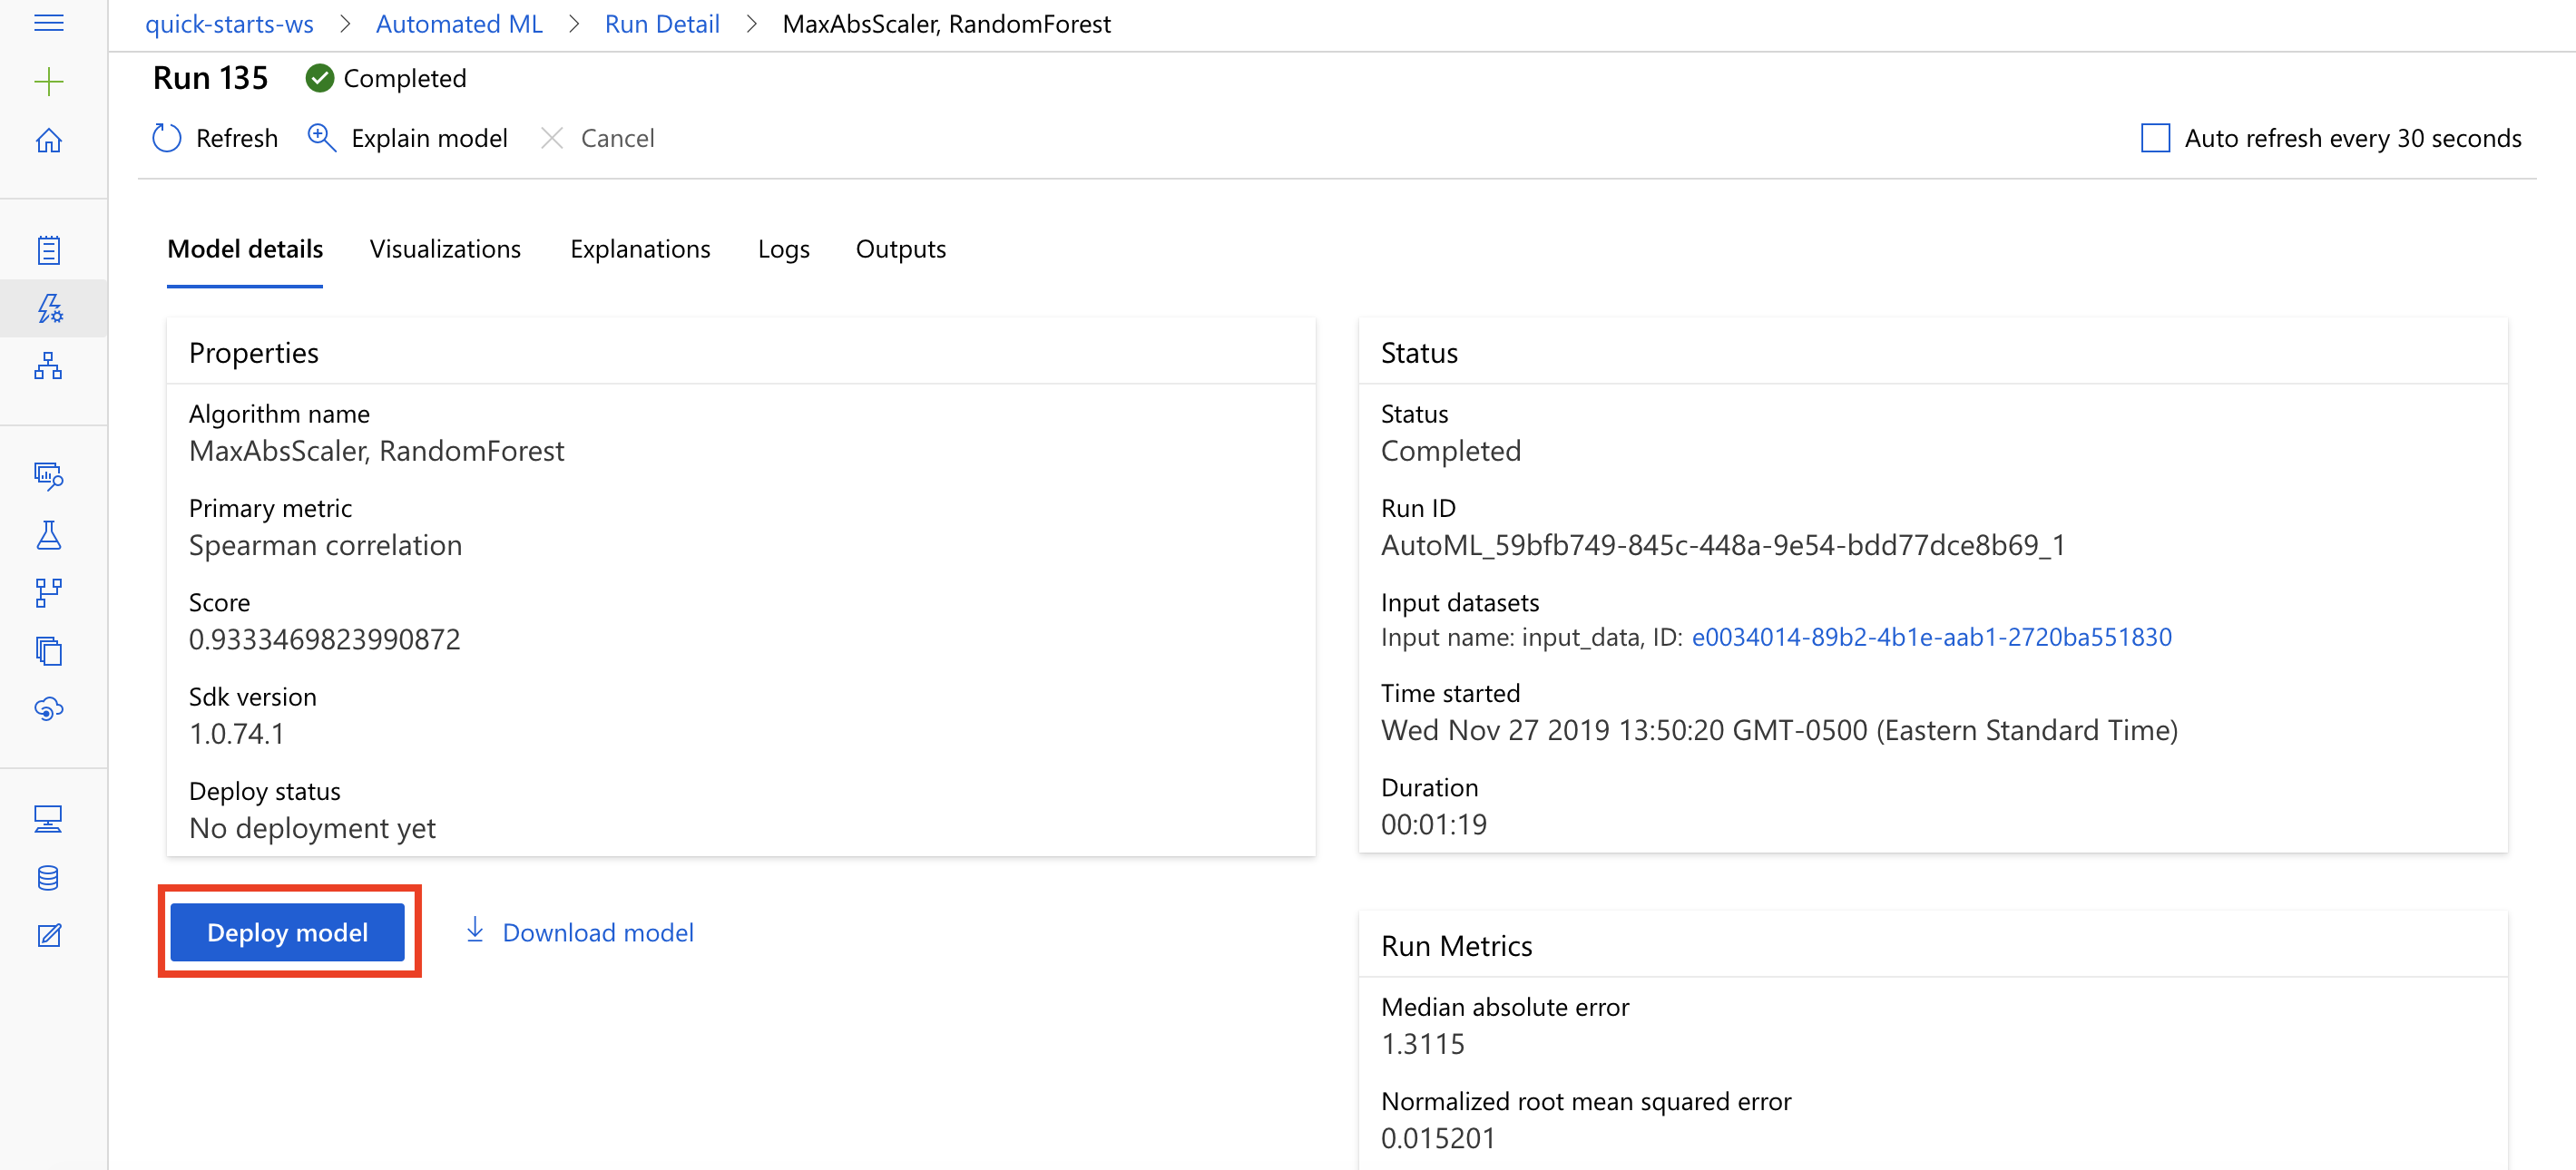 quick-starts-ws > Automated ML > Run Detail > MaxAbsScaler, RandomForest
Run 135 Completed
Refresh Explain model Cancel Auto refresh every 30 seconds
Model details Visualizations Explanations Logs Outputs
Properties
Algorithm name
MaxAbsScaler, RandomForest
Primary metric
Spearman correlation
Score
0.9333469823990872
Sdk version
1.0.74.1
Deploy status
No deployment yet
Deploy model Download model
Status
Status
Completed
Run ID
AutoML_59bfb749-845c-448a-9e54-bdd77dce8b69_1
Input datasets
Input name: input_data, ID: e0034014-89b2-4b1e-aab1-2720ba551830
Time started
Wed Nov 27 2019 13:50:20 GMT-0500 (Eastern Standard Time)
Duration
00:01:19
Run Metrics
Median absolute error
1.3115
Normalized root mean squared error
0.015201